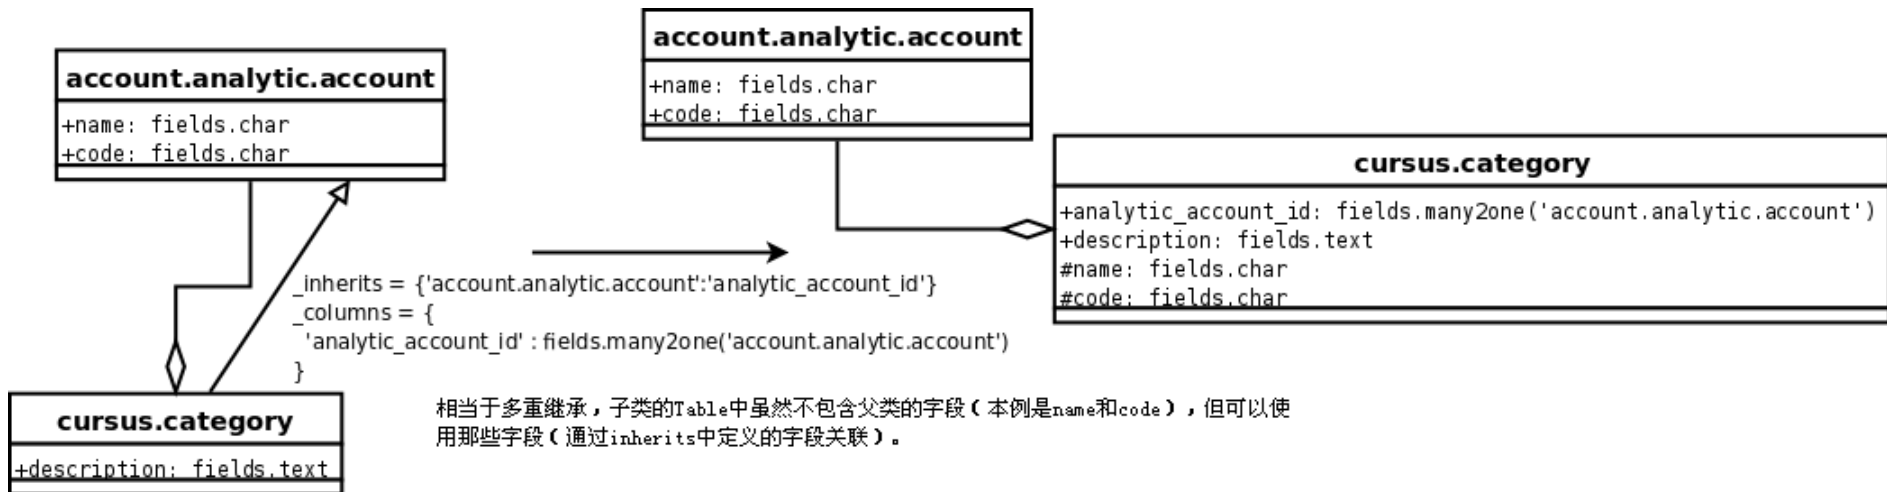 account.analytic.account
+name: fields.char
+code: fields.char
cursus.category
+description: fields.text
_inherits = {'account.analytic.account':'analytic_account_id'}
_columns = {
'analytic_account_id' : fields.many2one('account.analytic.account')
}
account.analytic.account
+name: fields.char
+code: fields.char
cursus.category
+analytic_account_id: fields.many2one('account.analytic.account')
+description: fields.text
#name: fields.char
#code: fields.char
相当于多重继承，子类的Table中虽然不包含父类的字段（本例是name和code），但可以使
用那些字段（通过inherits中定义的字段关联）。